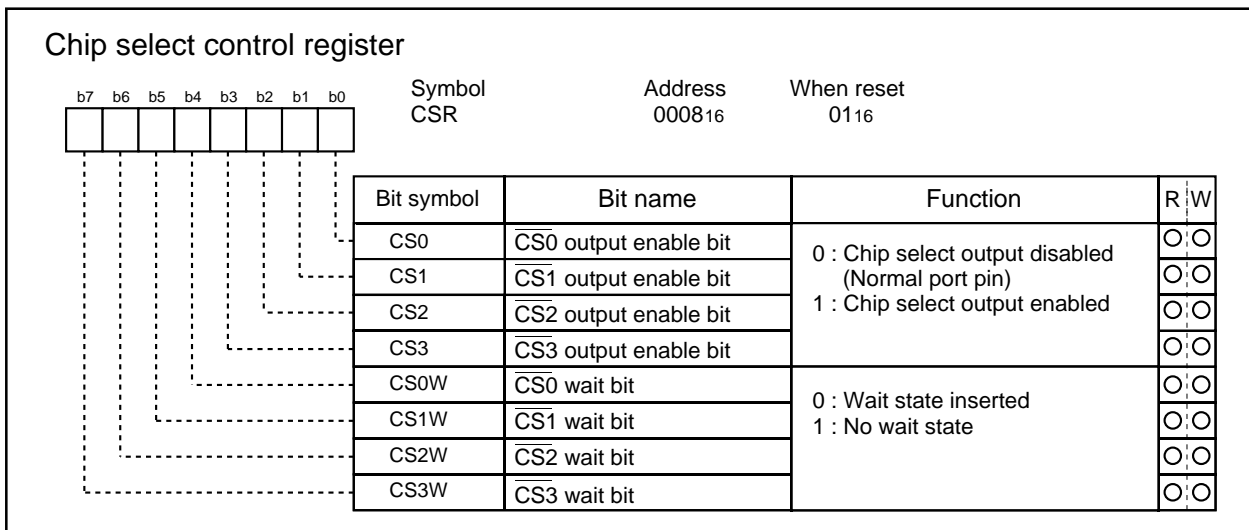 Chip select control register
b7 b6 b5 b4 b3 b2 b1 b0
Symbol Address When reset
CSR 000816 0116
Bit symbol Bit name Function R W
CS0 CS0 output enable bit
CS1 CS1 output enable bit
CS2 CS2 output enable bit
CS3 CS3 output enable bit
0 : Chip select output disabled
(Normal port pin)
1 : Chip select output enabled
CS0W CS0 wait bit
CS1W CS1 wait bit
CS2W CS2 wait bit
CS3W CS3 wait bit
0 : Wait state inserted
1 : No wait state